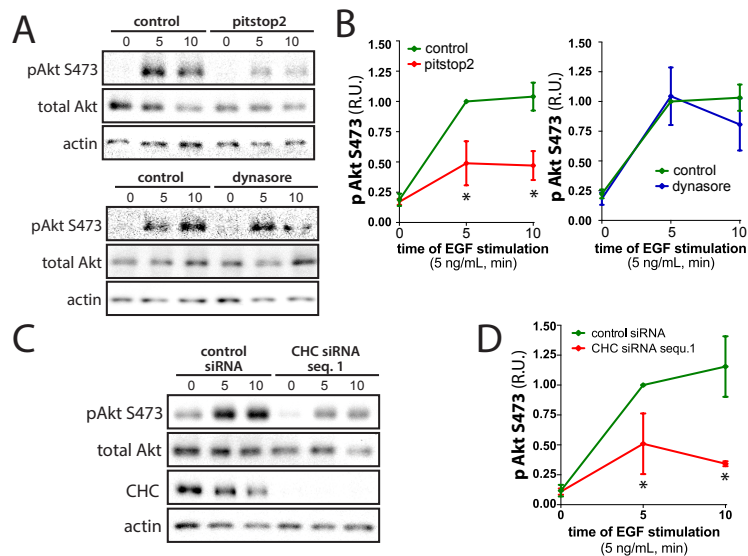 A
control pitstop2
0 5 10 0 5 10
pAkt S473
total Akt
actin
control dynasore
0 5 10 0 5 10
pAkt S473
total Akt
actin
B
p Akt S473 (R.U.)
1.50
1.25
1.00
0.75
0.50
0.25
0.00
control
pitstop2
* *
0 5 10
time of EGF stimulation
(5 ng/mL, min)
p Akt S473 (R.U.)
1.50
1.25
1.00
0.75
0.50
0.25
0.00
control
dynasore
0 5 10
time of EGF stimulation
(5 ng/mL, min)
C
control CHC siRNA
siRNA seq. 1
0 5 10 0 5 10
pAkt S473
total Akt
CHC
actin
D
p Akt S473 (R.U.)
1.50
1.25
1.00
0.75
0.50
0.25
0.00
control siRNA
CHC siRNA sequ.1
* *
0 5 10
time of EGF stimulation
(5 ng/mL, min)